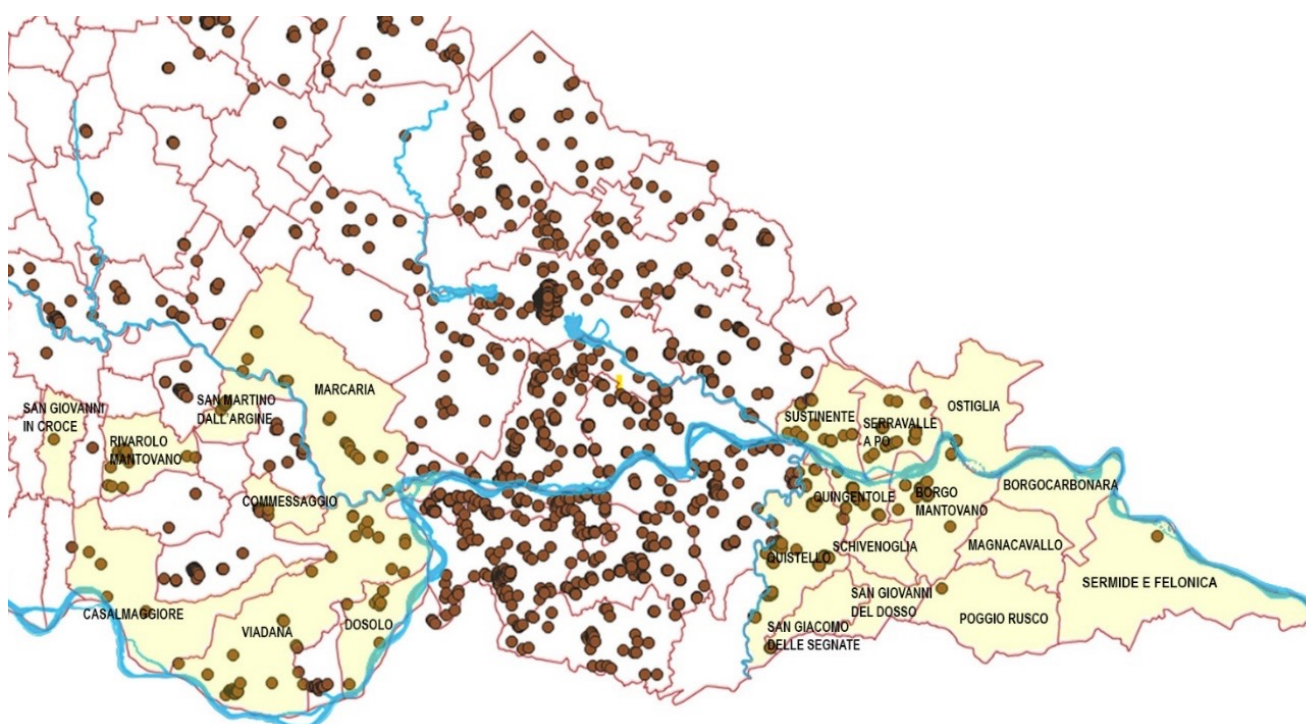 MARCARIA
SAN GIOVANNI
IN CROCE
SAN MARTINO
DALL'ARGINE
RIVAROLO
MANTOVANO
COMMESSAGGIO
CASALMAGGIORE
VIADANA
DOSOLO
SUSTINENTE
SERRAVALLE
A PO
OSTIGLIA
QUINGENTOLE
BORGO
MANTOVANO
BORGOCARBONARA
QUISTELLO
SCHIVENOGLIA
MAGNACAVALLO
SERMIDE E FELONICA
SAN GIOVANNI
DEL DOSSO
POGGIO RUSCO
SAN GIACOMO
DELLE SEGNATE